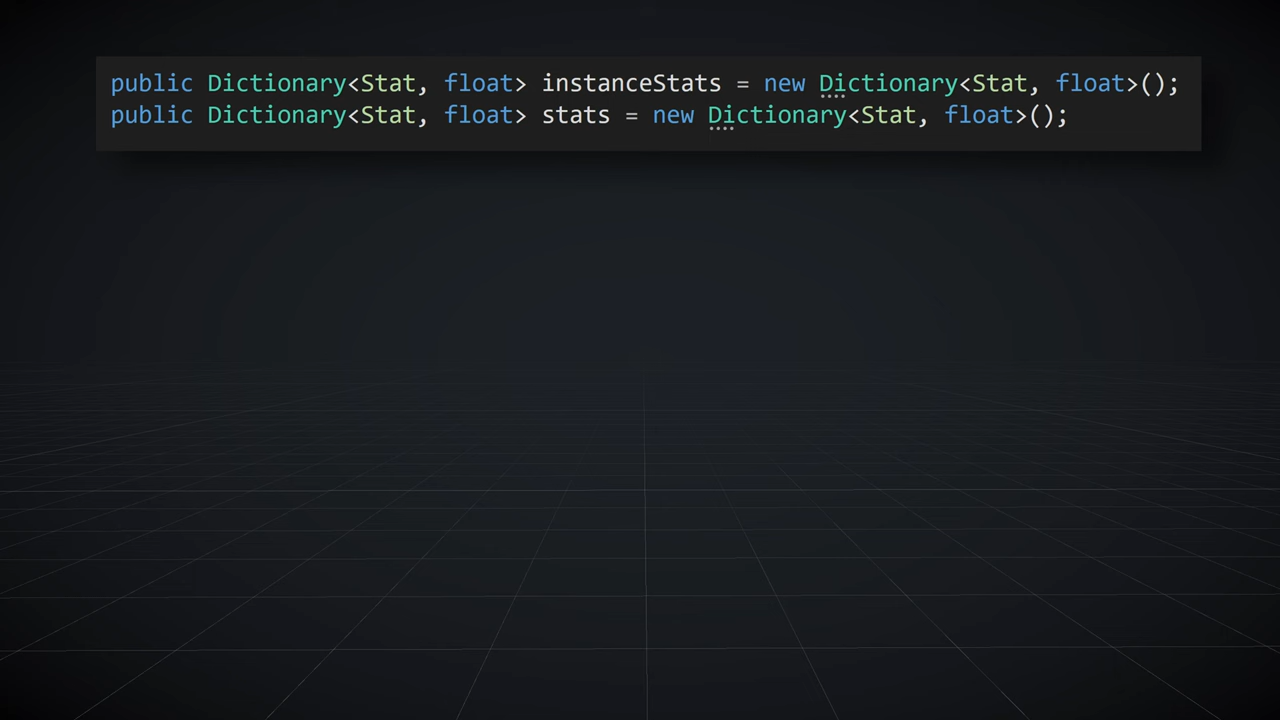 public Dictionary<Stat, float> instanceStats = new Dictionary<Stat, float>();
public Dictionary<Stat, float> stats = new Dictionary<Stat, float>();